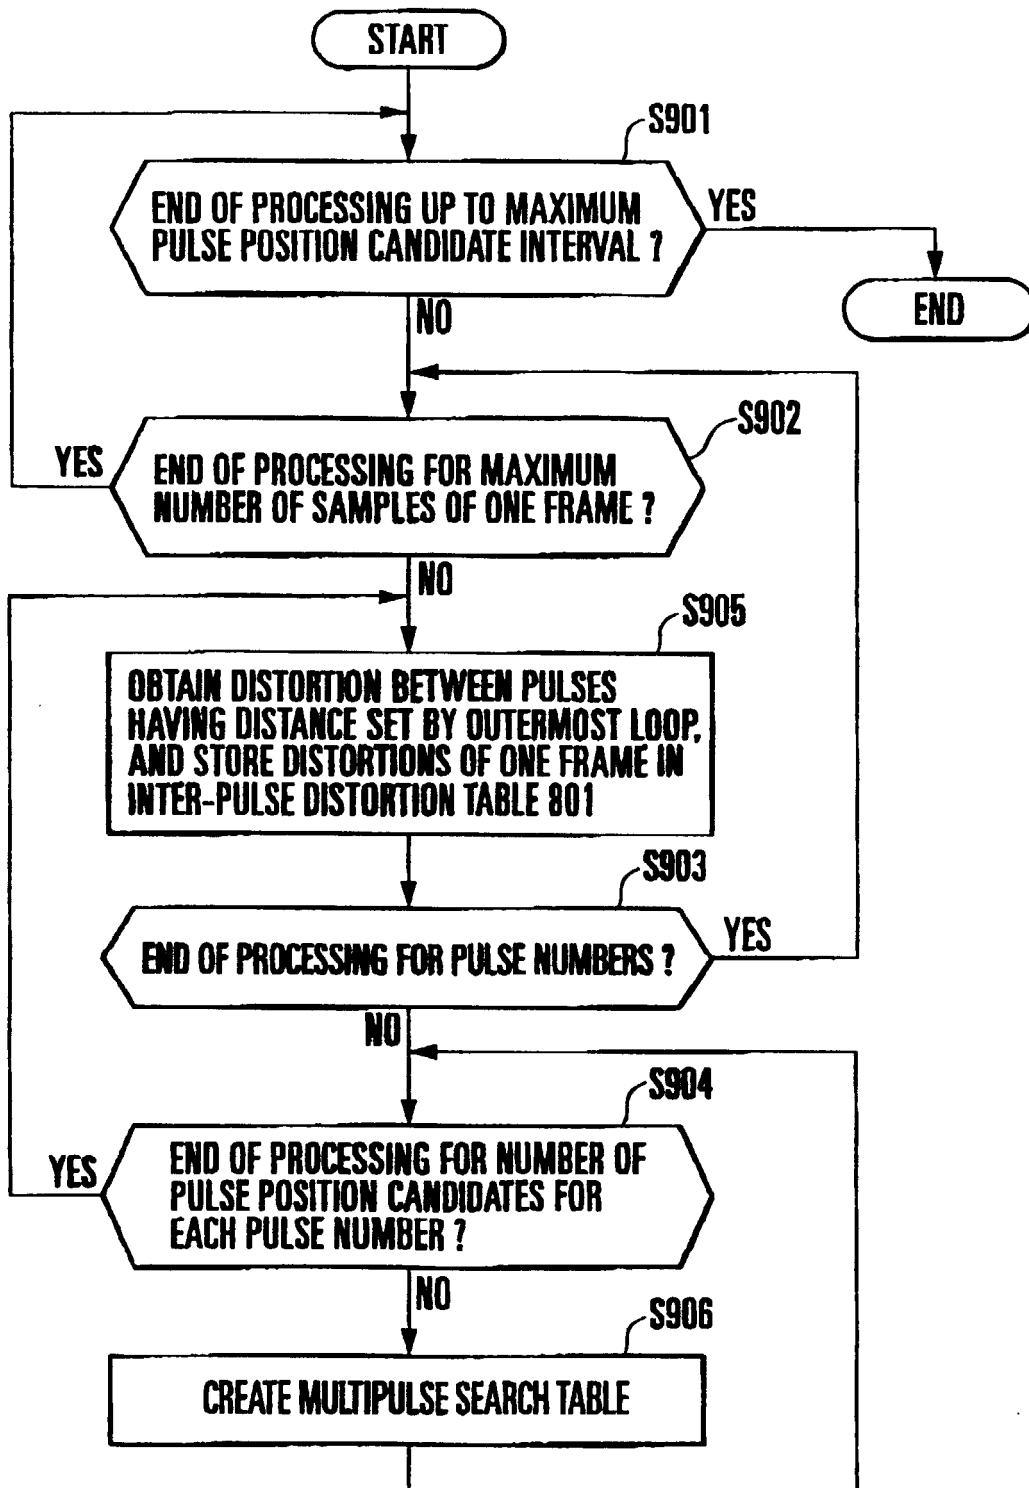 START
S901
END OF PROCESSING UP TO MAXIMUM
PULSE POSITION CANDIDATE INTERVAL ?
YES
NO
END
S902
YES
END OF PROCESSING FOR MAXIMUM
NUMBER OF SAMPLES OF ONE FRAME ?
NO
S905
OBTAIN DISTORTION BETWEEN PULSES
HAVING DISTANCE SET BY OUTERMOST LOOP,
AND STORE DISTORTIONS OF ONE FRAME IN
INTER-PULSE DISTORTION TABLE 801
S903
YES
END OF PROCESSING FOR PULSE NUMBERS ?
NO
S904
YES
END OF PROCESSING FOR NUMBER OF
PULSE POSITION CANDIDATES FOR
EACH PULSE NUMBER ?
NO
S906
CREATE MULTIPULSE SEARCH TABLE